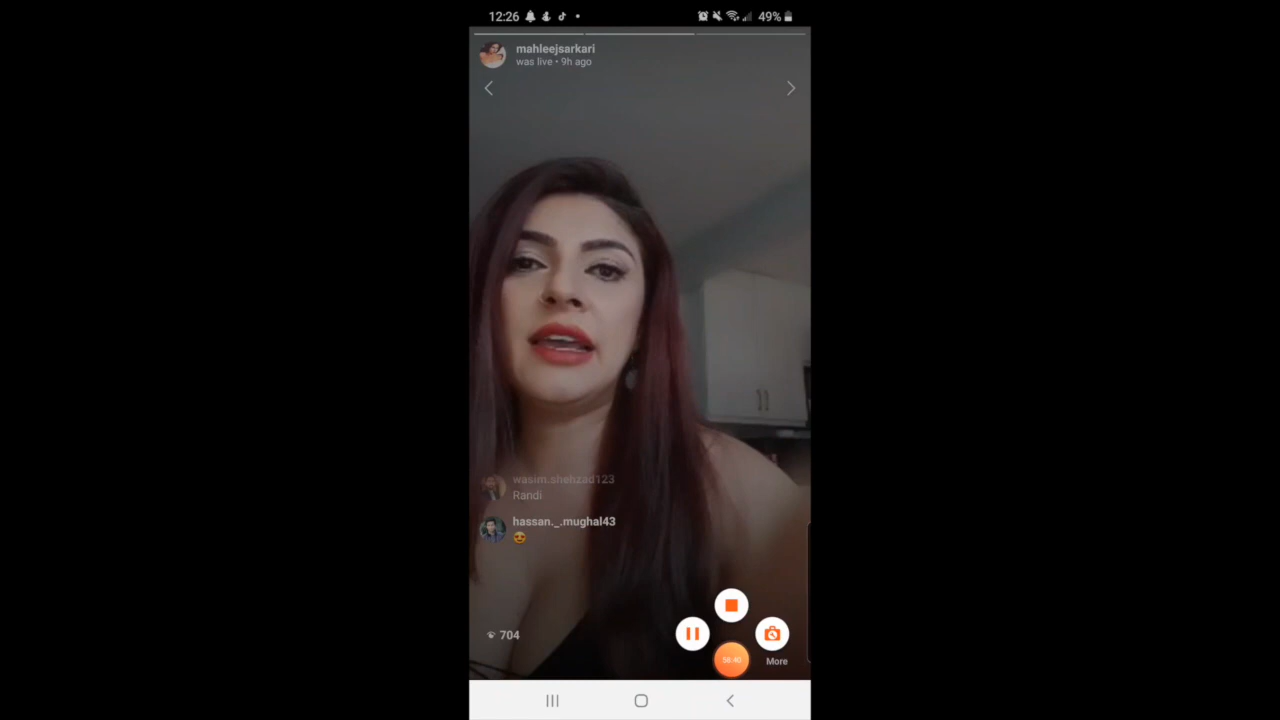 12:26
49%
mahleejsarkari
was live • 9h ago
wasim.shehzad123
Randi
hassan._.mughal43
704
58:40
More